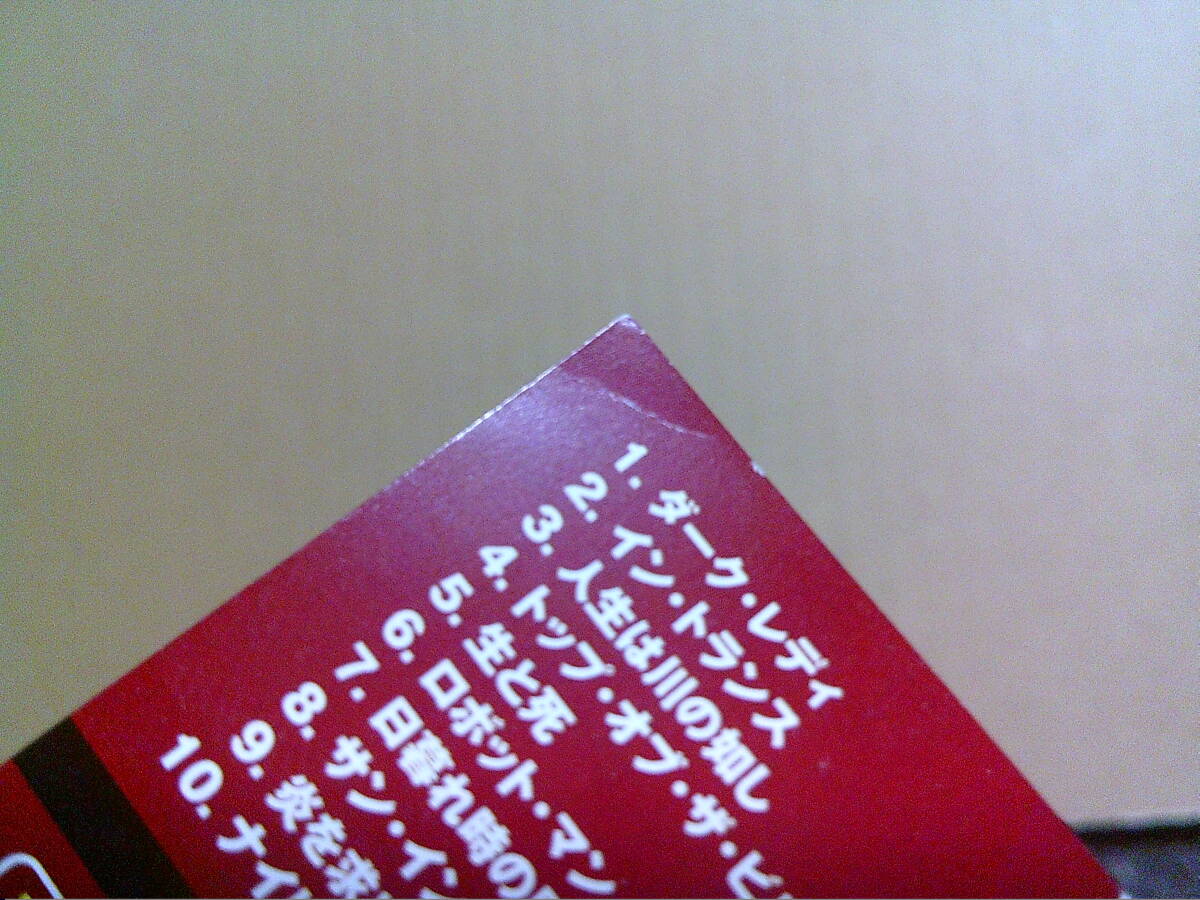 1. ダーク・レディ
2. イン・トランス
3. 人生は川の如し
4. トップ・オブ・ザ・ビ
5. 生と死
6. ロボット・マン
7. 日暮れ時の
8. サン・イン
9. 炎を求
10. ナイ